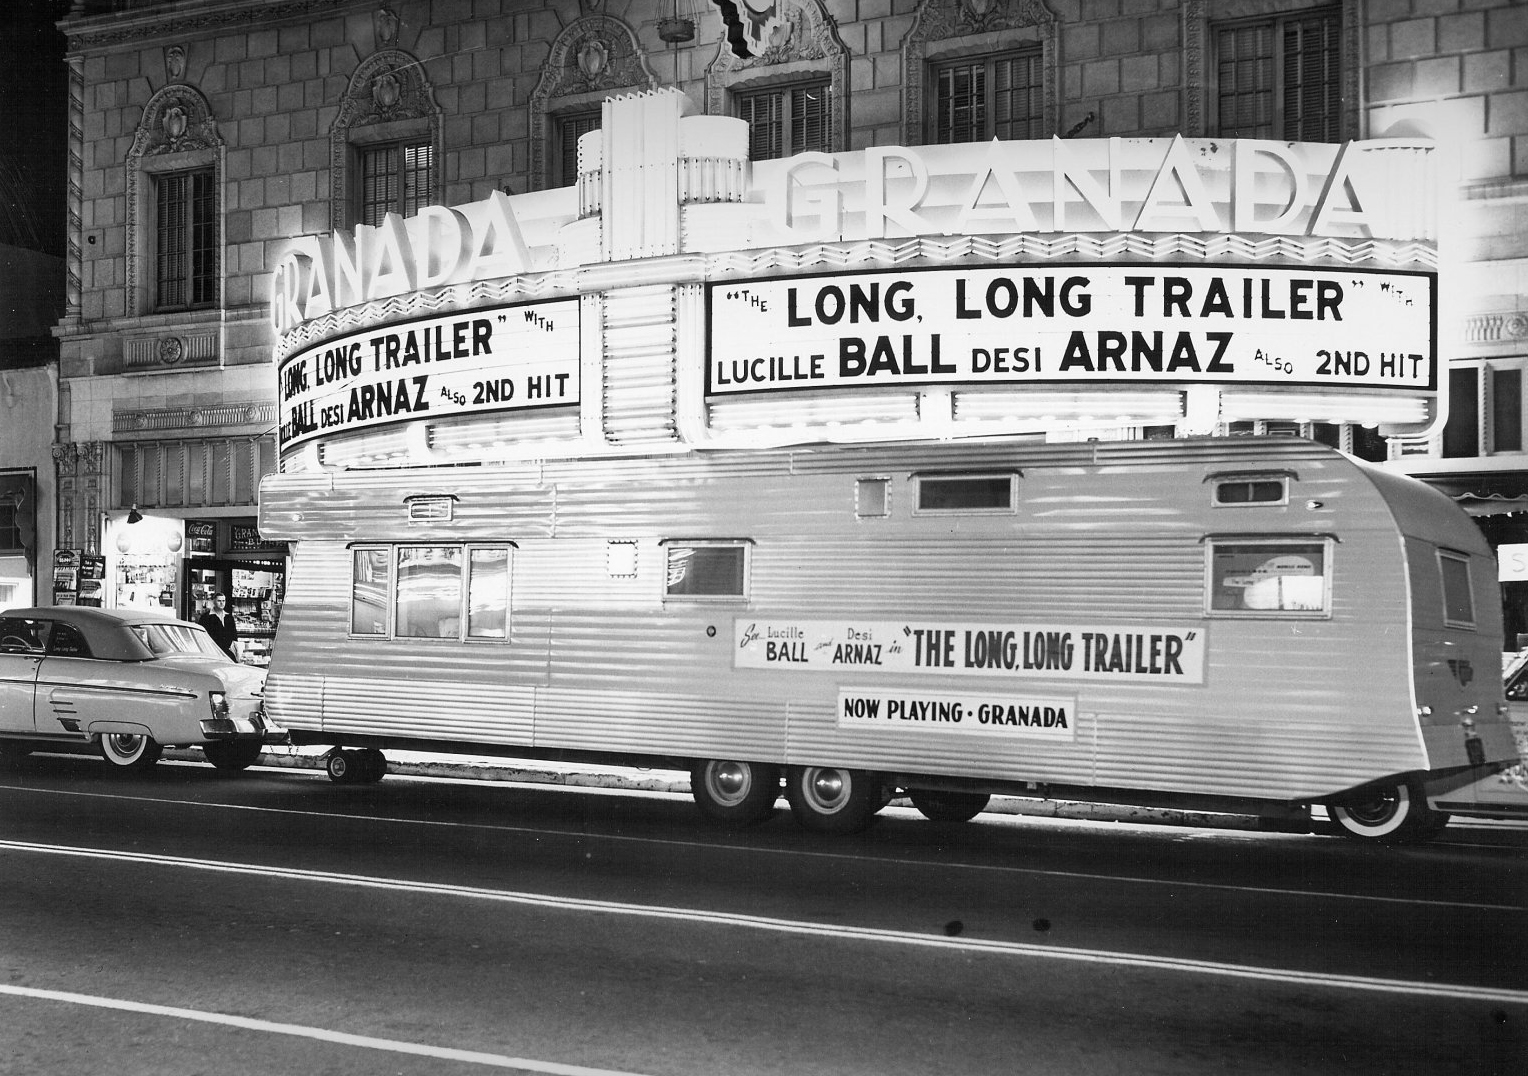 GRANADA
GRANADA
LONG, LONG TRAILER" WITH
BALL DESI ARNAZ ALSO 2ND HIT
"THE LONG, LONG TRAILER" WITH
LUCILLE BALL DESI ARNAZ ALSO 2ND HIT
Coca-Cola
See Lucille BALL and Desi ARNAZ in "THE LONG, LONG TRAILER"
NOW PLAYING • GRANADA